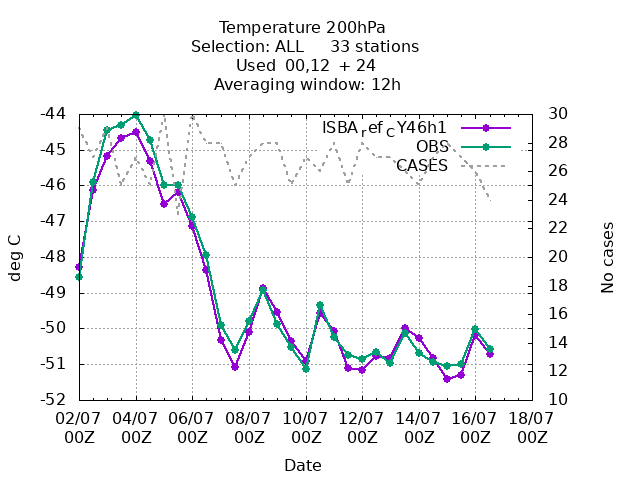 Temperature 200hPa
Selection: ALL 33 stations
Used 00,12 + 24
Averaging window: 12h
-44
-45
-46
-47
-48
-49
-50
-51
-52
deg C
ISBA_ref_CY46h1
OBS
CASES
30
28
26
24
22
20
18
16
14
12
10
No cases
02/07 04/07 06/07 08/07 10/07 12/07 14/07 16/07 18/07
00Z 00Z 00Z 00Z 00Z 00Z 00Z 00Z 00Z
Date